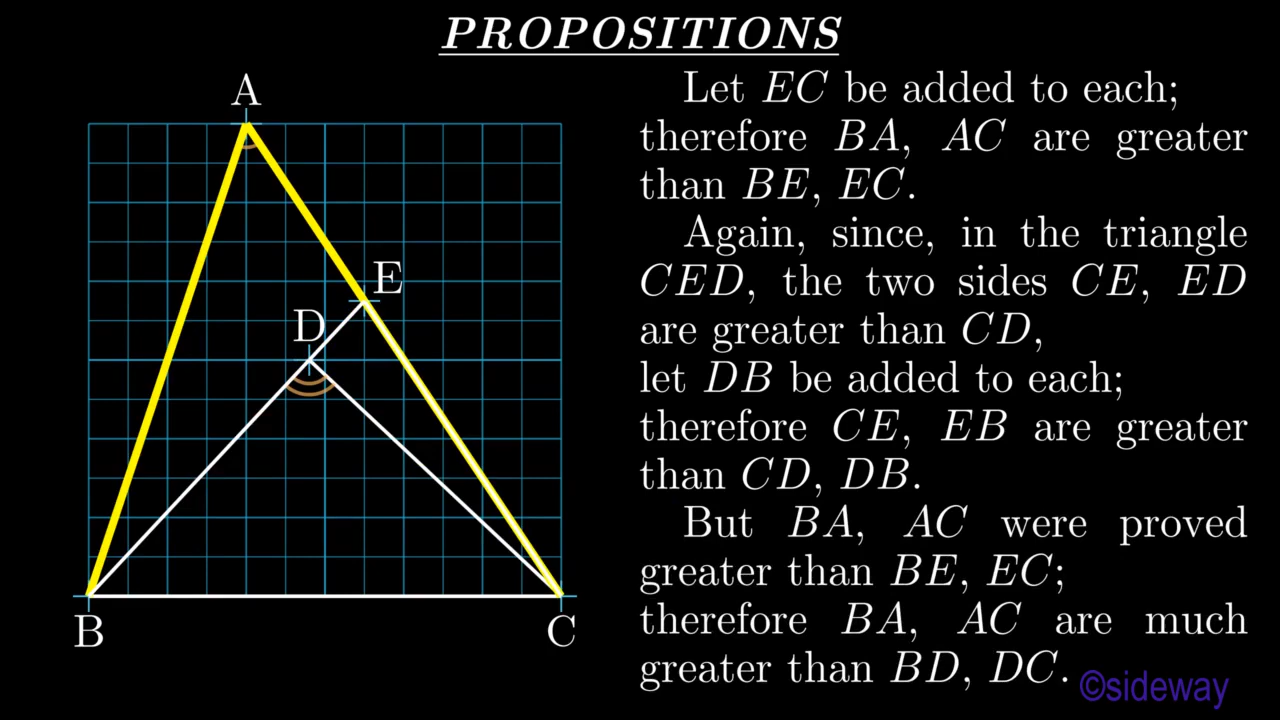 PROPOSITIONS
A
E
D
B
C
Let EC be added to each;
therefore BA, AC are greater
than BE, EC.
Again, since, in the triangle
CED, the two sides CE, ED
are greater than CD,
let DB be added to each;
therefore CE, EB are greater
than CD, DB.
But BA, AC were proved
greater than BE, EC;
therefore BA, AC are much
greater than BD, DC.
©sideway